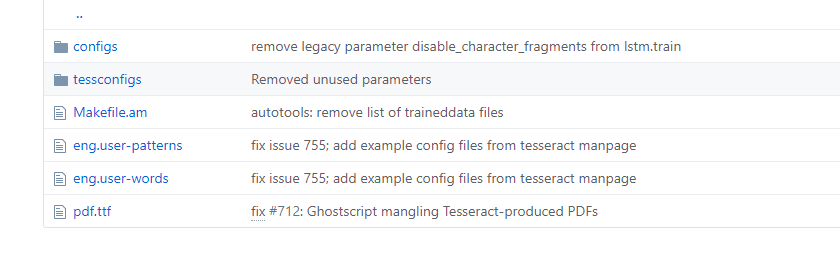 ..
configs remove legacy parameter disable_character_fragments from lstm.train
tessconfigs Removed unused parameters
Makefile.am autotools: remove list of traineddata files
eng.user-patterns fix issue 755; add example config files from tesseract manpage
eng.user-words fix issue 755; add example config files from tesseract manpage
pdf.ttf fix #712: Ghostscript mangling Tesseract-produced PDFs